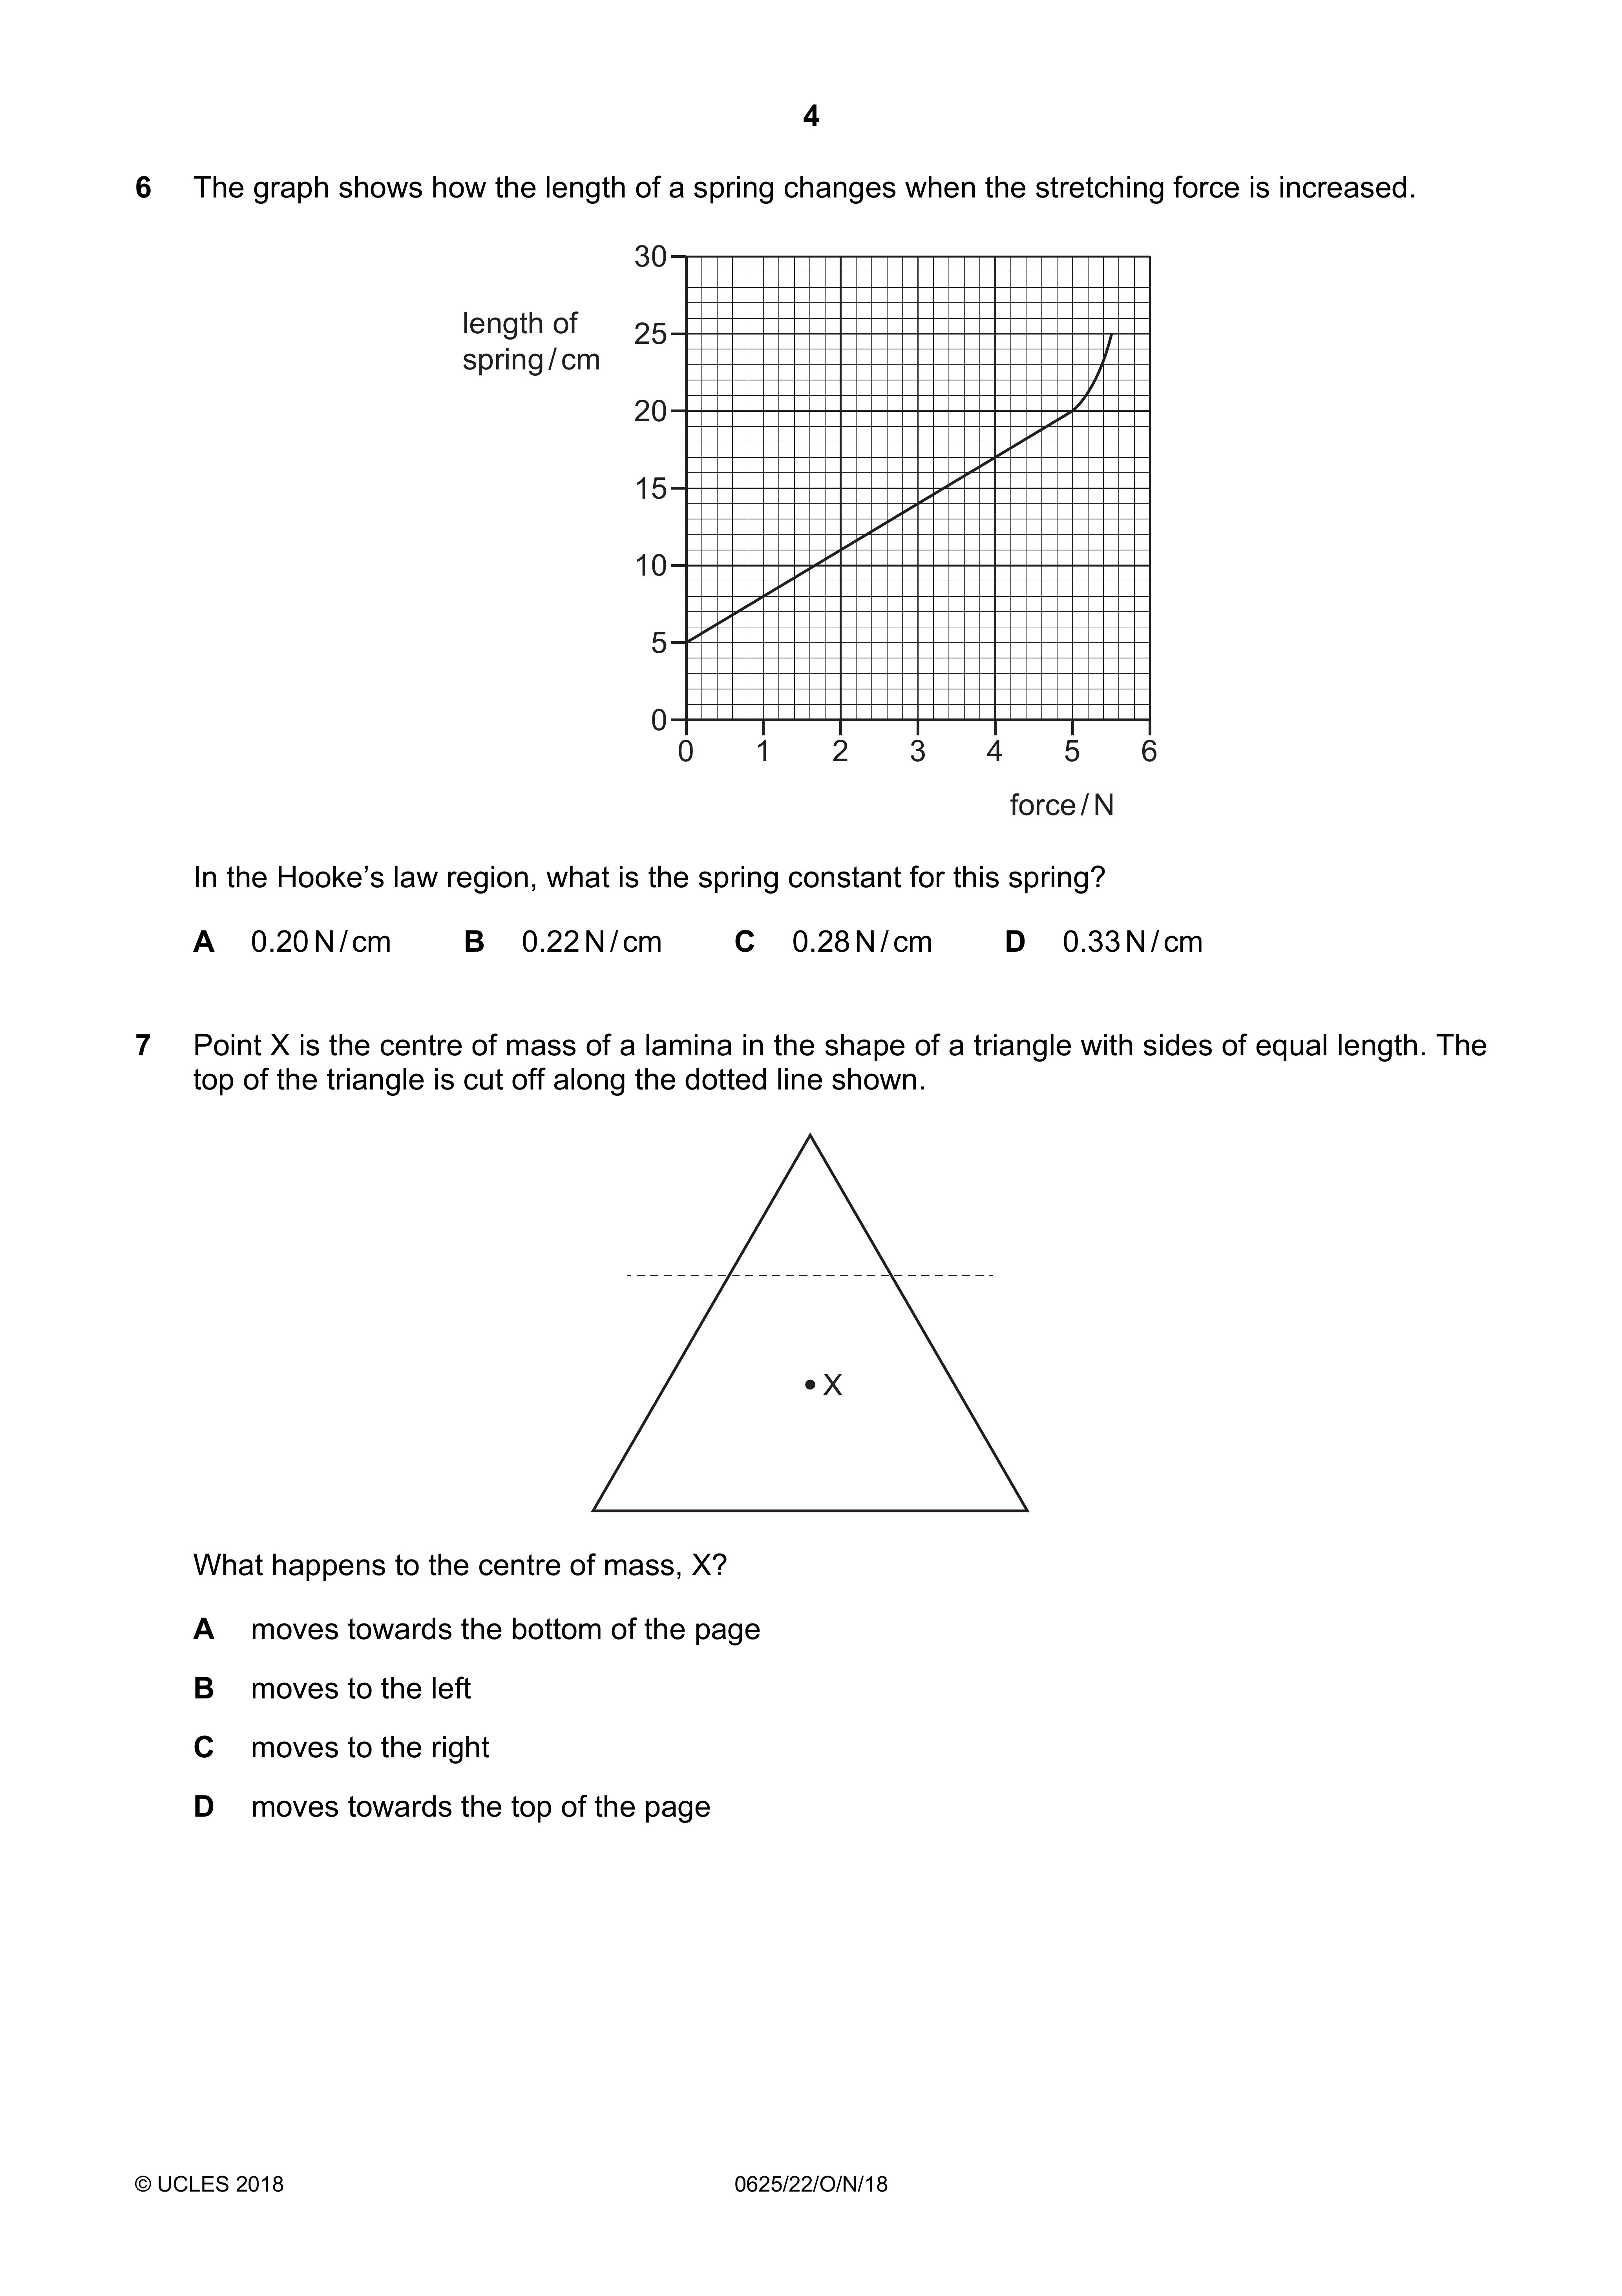 4
6 The graph shows how the length of a spring changes when the stretching force is increased.
30
length of
spring / cm
25
20
15
10
5
0
0 1 2 3 4 5 6
force / N
In the Hooke’s law region, what is the spring constant for this spring?
A 0.20 N / cm B 0.22 N / cm C 0.28 N / cm D 0.33 N / cm
7 Point X is the centre of mass of a lamina in the shape of a triangle with sides of equal length. The
top of the triangle is cut off along the dotted line shown.
X
What happens to the centre of mass, X?
A moves towards the bottom of the page
B moves to the left
C moves to the right
D moves towards the top of the page
© UCLES 2018 0625/22/O/N/18